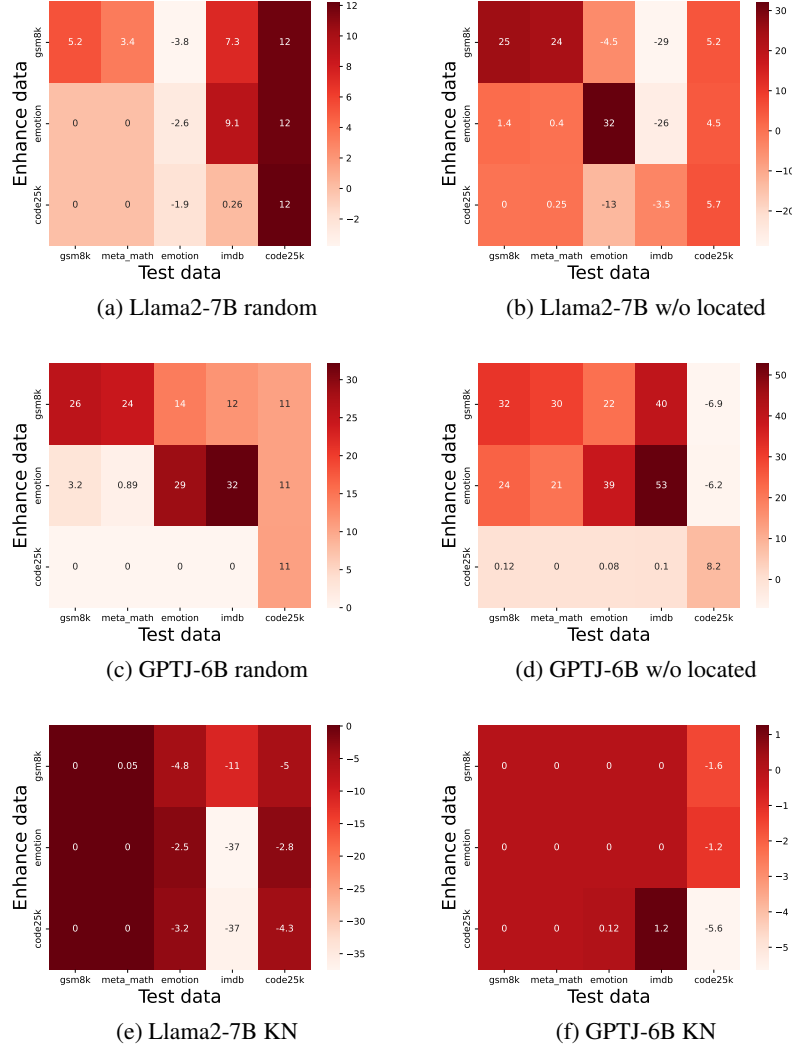 gsm8k 5.2 3.4 -3.8 7.3 12
emotion 0 0 -2.6 9.1 12
code25k 0 0 -1.9 0.26 12
Enhance data
gsm8k meta_math emotion imdb code25k
Test data
12
10
8
6
4
2
0
−2
(a) Llama2-7B random
gsm8k 25 24 -4.5 -29 5.2
emotion 1.4 0.4 32 -26 4.5
code25k 0 0.25 -13 -3.5 5.7
Enhance data
gsm8k meta_math emotion imdb code25k
Test data
30
20
10
0
−10
−20
(b) Llama2-7B w/o located
gsm8k 26 24 14 12 11
emotion 3.2 0.89 29 32 11
code25k 0 0 0 0 11
Enhance data
gsm8k meta_math emotion imdb code25k
Test data
30
25
20
15
10
5
0
(c) GPTJ-6B random
gsm8k 32 30 22 40 -6.9
emotion 24 21 39 53 -6.2
code25k 0.12 0 0.08 0.1 8.2
Enhance data
gsm8k meta_math emotion imdb code25k
Test data
50
40
30
20
10
0
(d) GPTJ-6B w/o located
gsm8k 0 0.05 -4.8 -11 -5
emotion 0 0 -2.5 -37 -2.8
code25k 0 0 -3.2 -37 -4.3
Enhance data
gsm8k meta_math emotion imdb code25k
Test data
0
−5
−10
−15
−20
−25
−30
−35
(e) Llama2-7B KN
gsm8k 0 0 0 0 -1.6
emotion 0 0 0 0 -1.2
code25k 0 0 0.12 1.2 -5.6
Enhance data
gsm8k meta_math emotion imdb code25k
Test data
1
0
−1
−2
−3
−4
−5
(f) GPTJ-6B KN